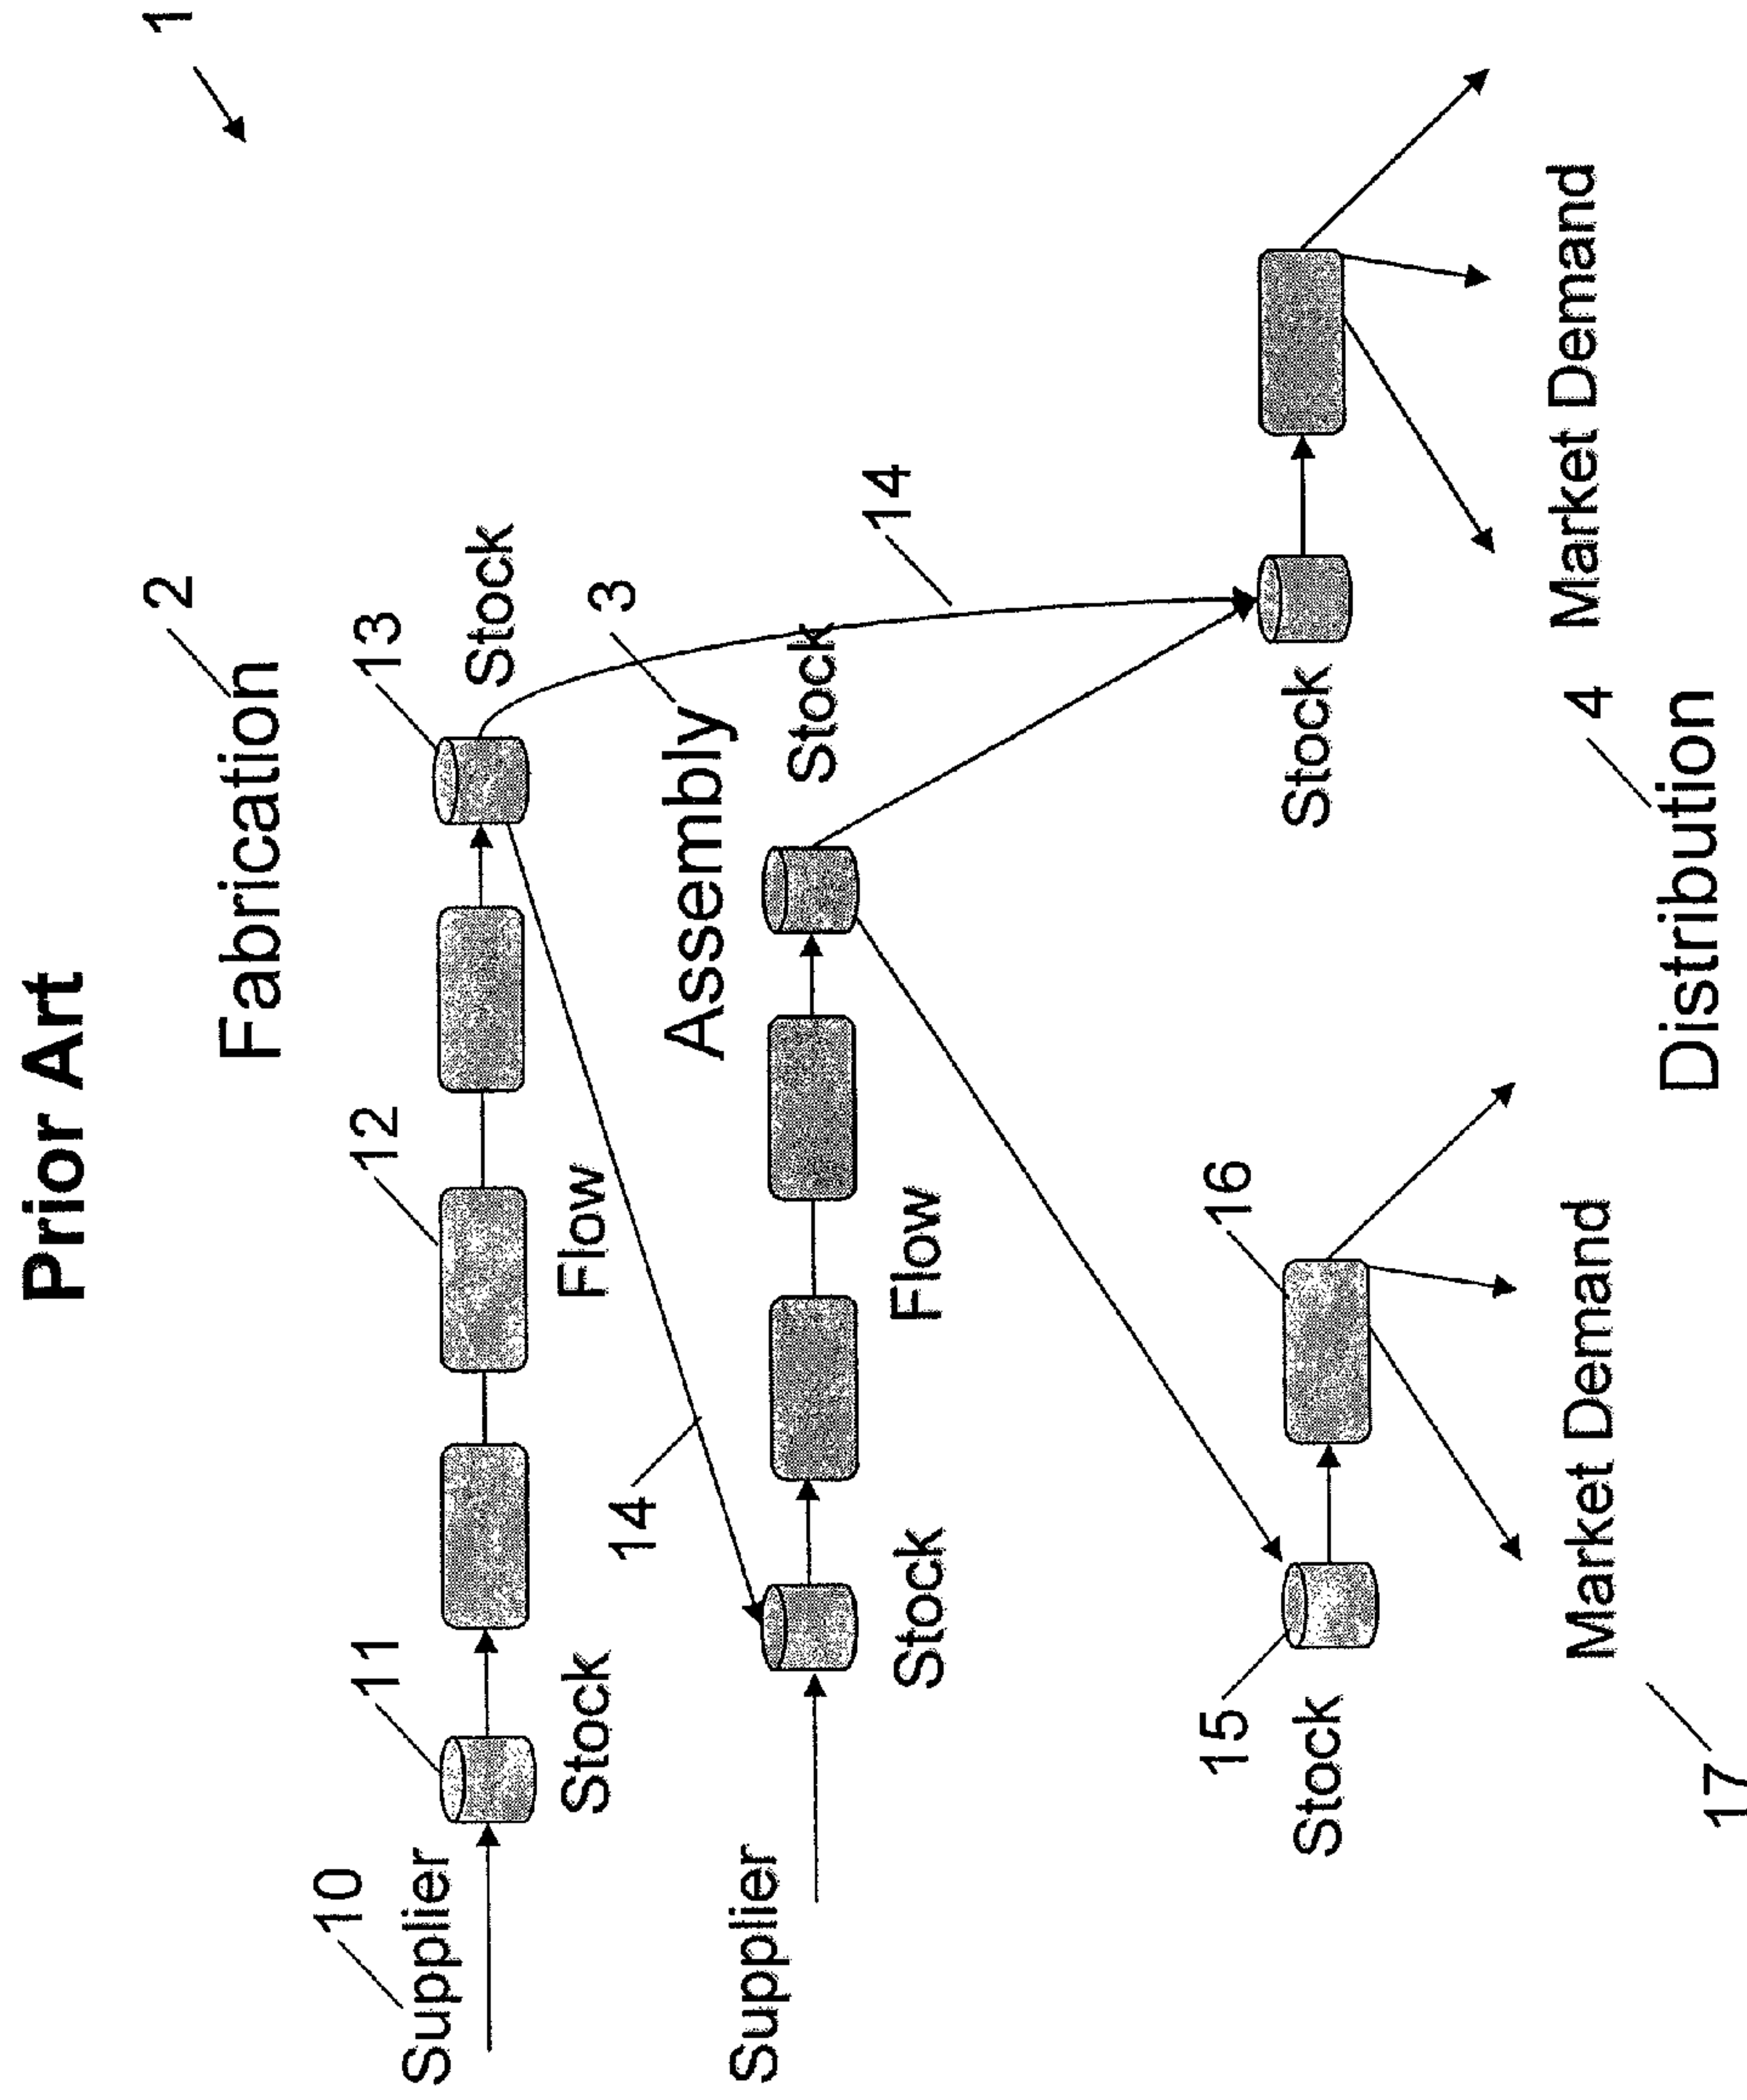 Prior Art
1
2
Fabrication
10
Supplier
11
12
13
Stock
Stock
Flow
3
Assembly
14
14
Supplier
Stock
Stock
Flow
15
Stock
16
Stock
Market Demand
Market Demand
17
4
Distribution